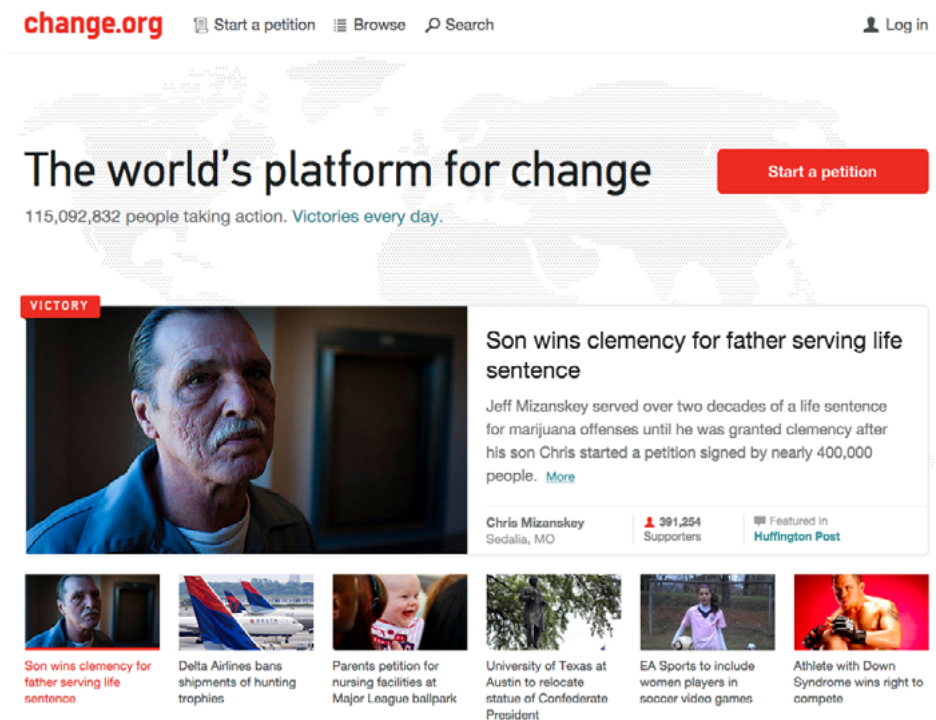 change.org Start a petition Browse Search Log in
The world's platform for change
Start a petition
115,092,832 people taking action. Victories every day.
VICTORY
Son wins clemency for father serving life
sentence
Jeff Mizanskey served over two decades of a life sentence
for marijuana offenses until he was granted clemency after
his son Chris started a petition signed by nearly 400,000
people. More
Chris Mizanskey
Sedalia, MO
391,254
Supporters
Featured in
Huffington Post
Son wins clemency for
father serving life
sentence
Delta Airlines bans
shipments of hunting
trophies
Parents petition for
nursing facilities at
Major League ballpark
University of Texas at
Austin to relocate
statue of Confederate
President
EA Sports to include
women players in
soccer video games
Athlete with Down
Syndrome wins right to
compete
DELTA